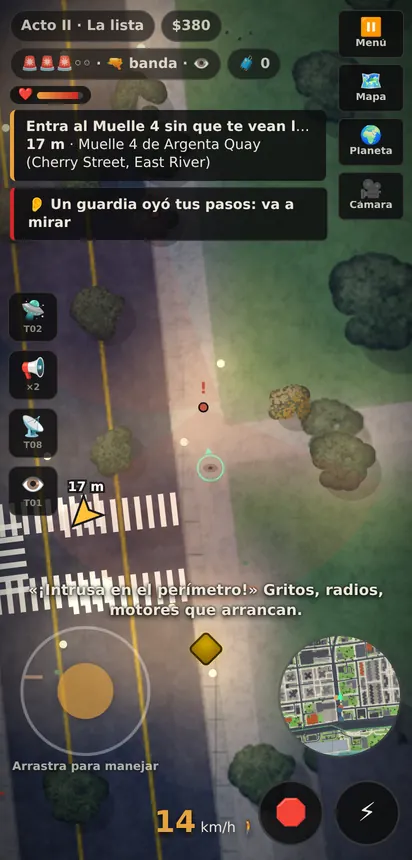 Acto II · La lista
$380
Menú
banda ·
0
Mapa
Entra al Muelle 4 sin que te vean l...
17 m · Muelle 4 de Argenta Quay
(Cherry Street, East River)
Planeta
Un guardia oyó tus pasos: va a
mirar
Cámara
T02
×2
!
T08
17 m
T01
«¡Intrusa en el perímetro!» Gritos, radios,
motores que arrancan.
Arrastra para manejar
14 km/h